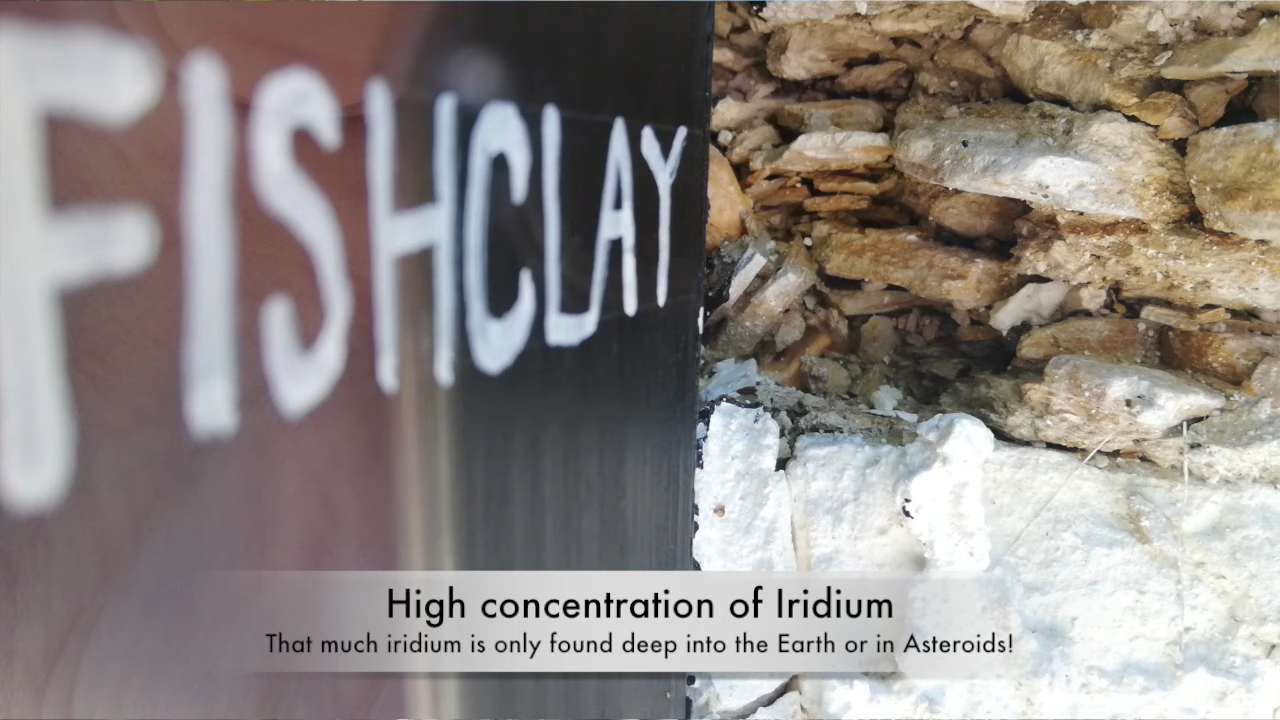 FISHCLAY
High concentration of Iridium
That much iridium is only found deep into the Earth or in Asteroids!